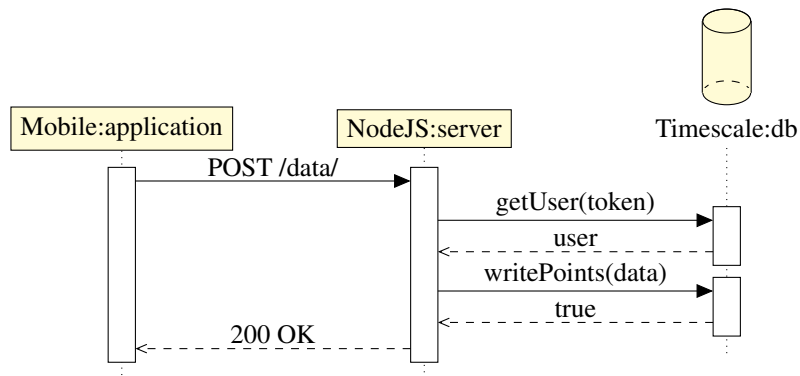 Mobile:application
NodeJS:server
Timescale:db
POST /data/
getUser(token)
user
writePoints(data)
true
200 OK